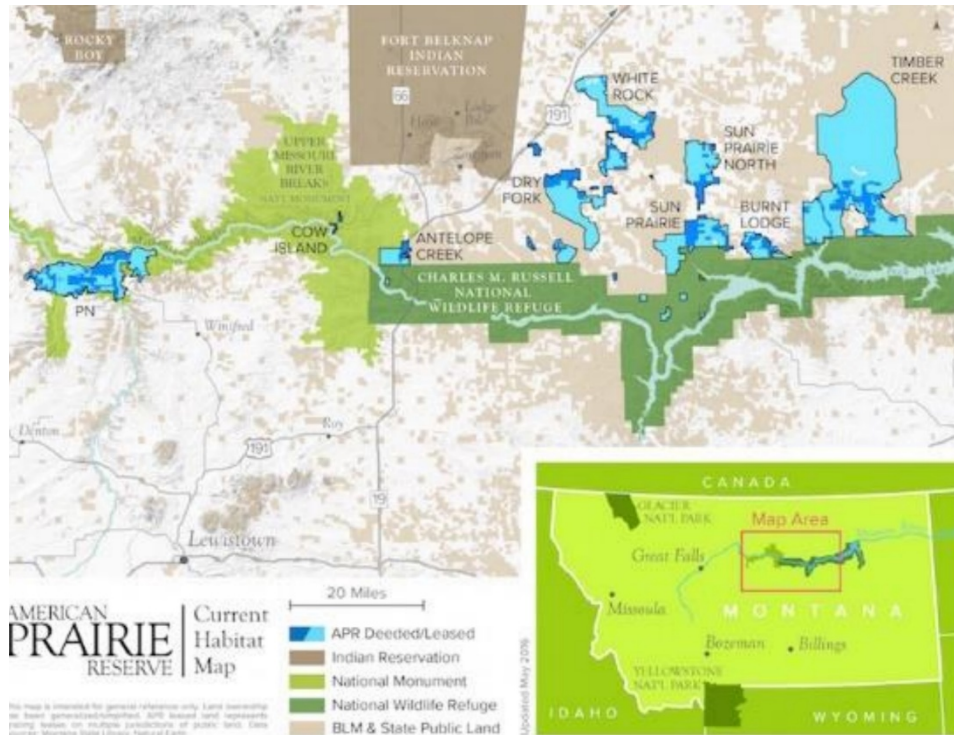 ROCKY
BOY
FORT BELKNAP
INDIAN
RESERVATION
66
191
WHITE
ROCK
TIMBER
CREEK
UPPER
MISSOURI
RIVER
BREAKS
NAT'L MONUMENT
SUN
PRAIRIE
NORTH
DRY
FORK
SUN
PRAIRIE
BURNT
LODGE
COW
ISLAND
ANTELOPE
CREEK
CHARLES M. RUSSELL
NATIONAL
WILDLIFE REFUGE
PN
Winifred
Denton
Roy
191
19
Lewistown
AMERICAN
PRAIRIE
RESERVE
Current
Habitat
Map
20 Miles
APR Deeded/Leased
Indian Reservation
National Monument
National Wildlife Refuge
BLM & State Public Land
Updated May 2016
CANADA
GLACIER
NAT'L PARK
Map Area
Great Falls
Missoula
MONTANA
Bozeman
Billings
YELLOWSTONE
NAT'L PARK
IDAHO
WYOMING